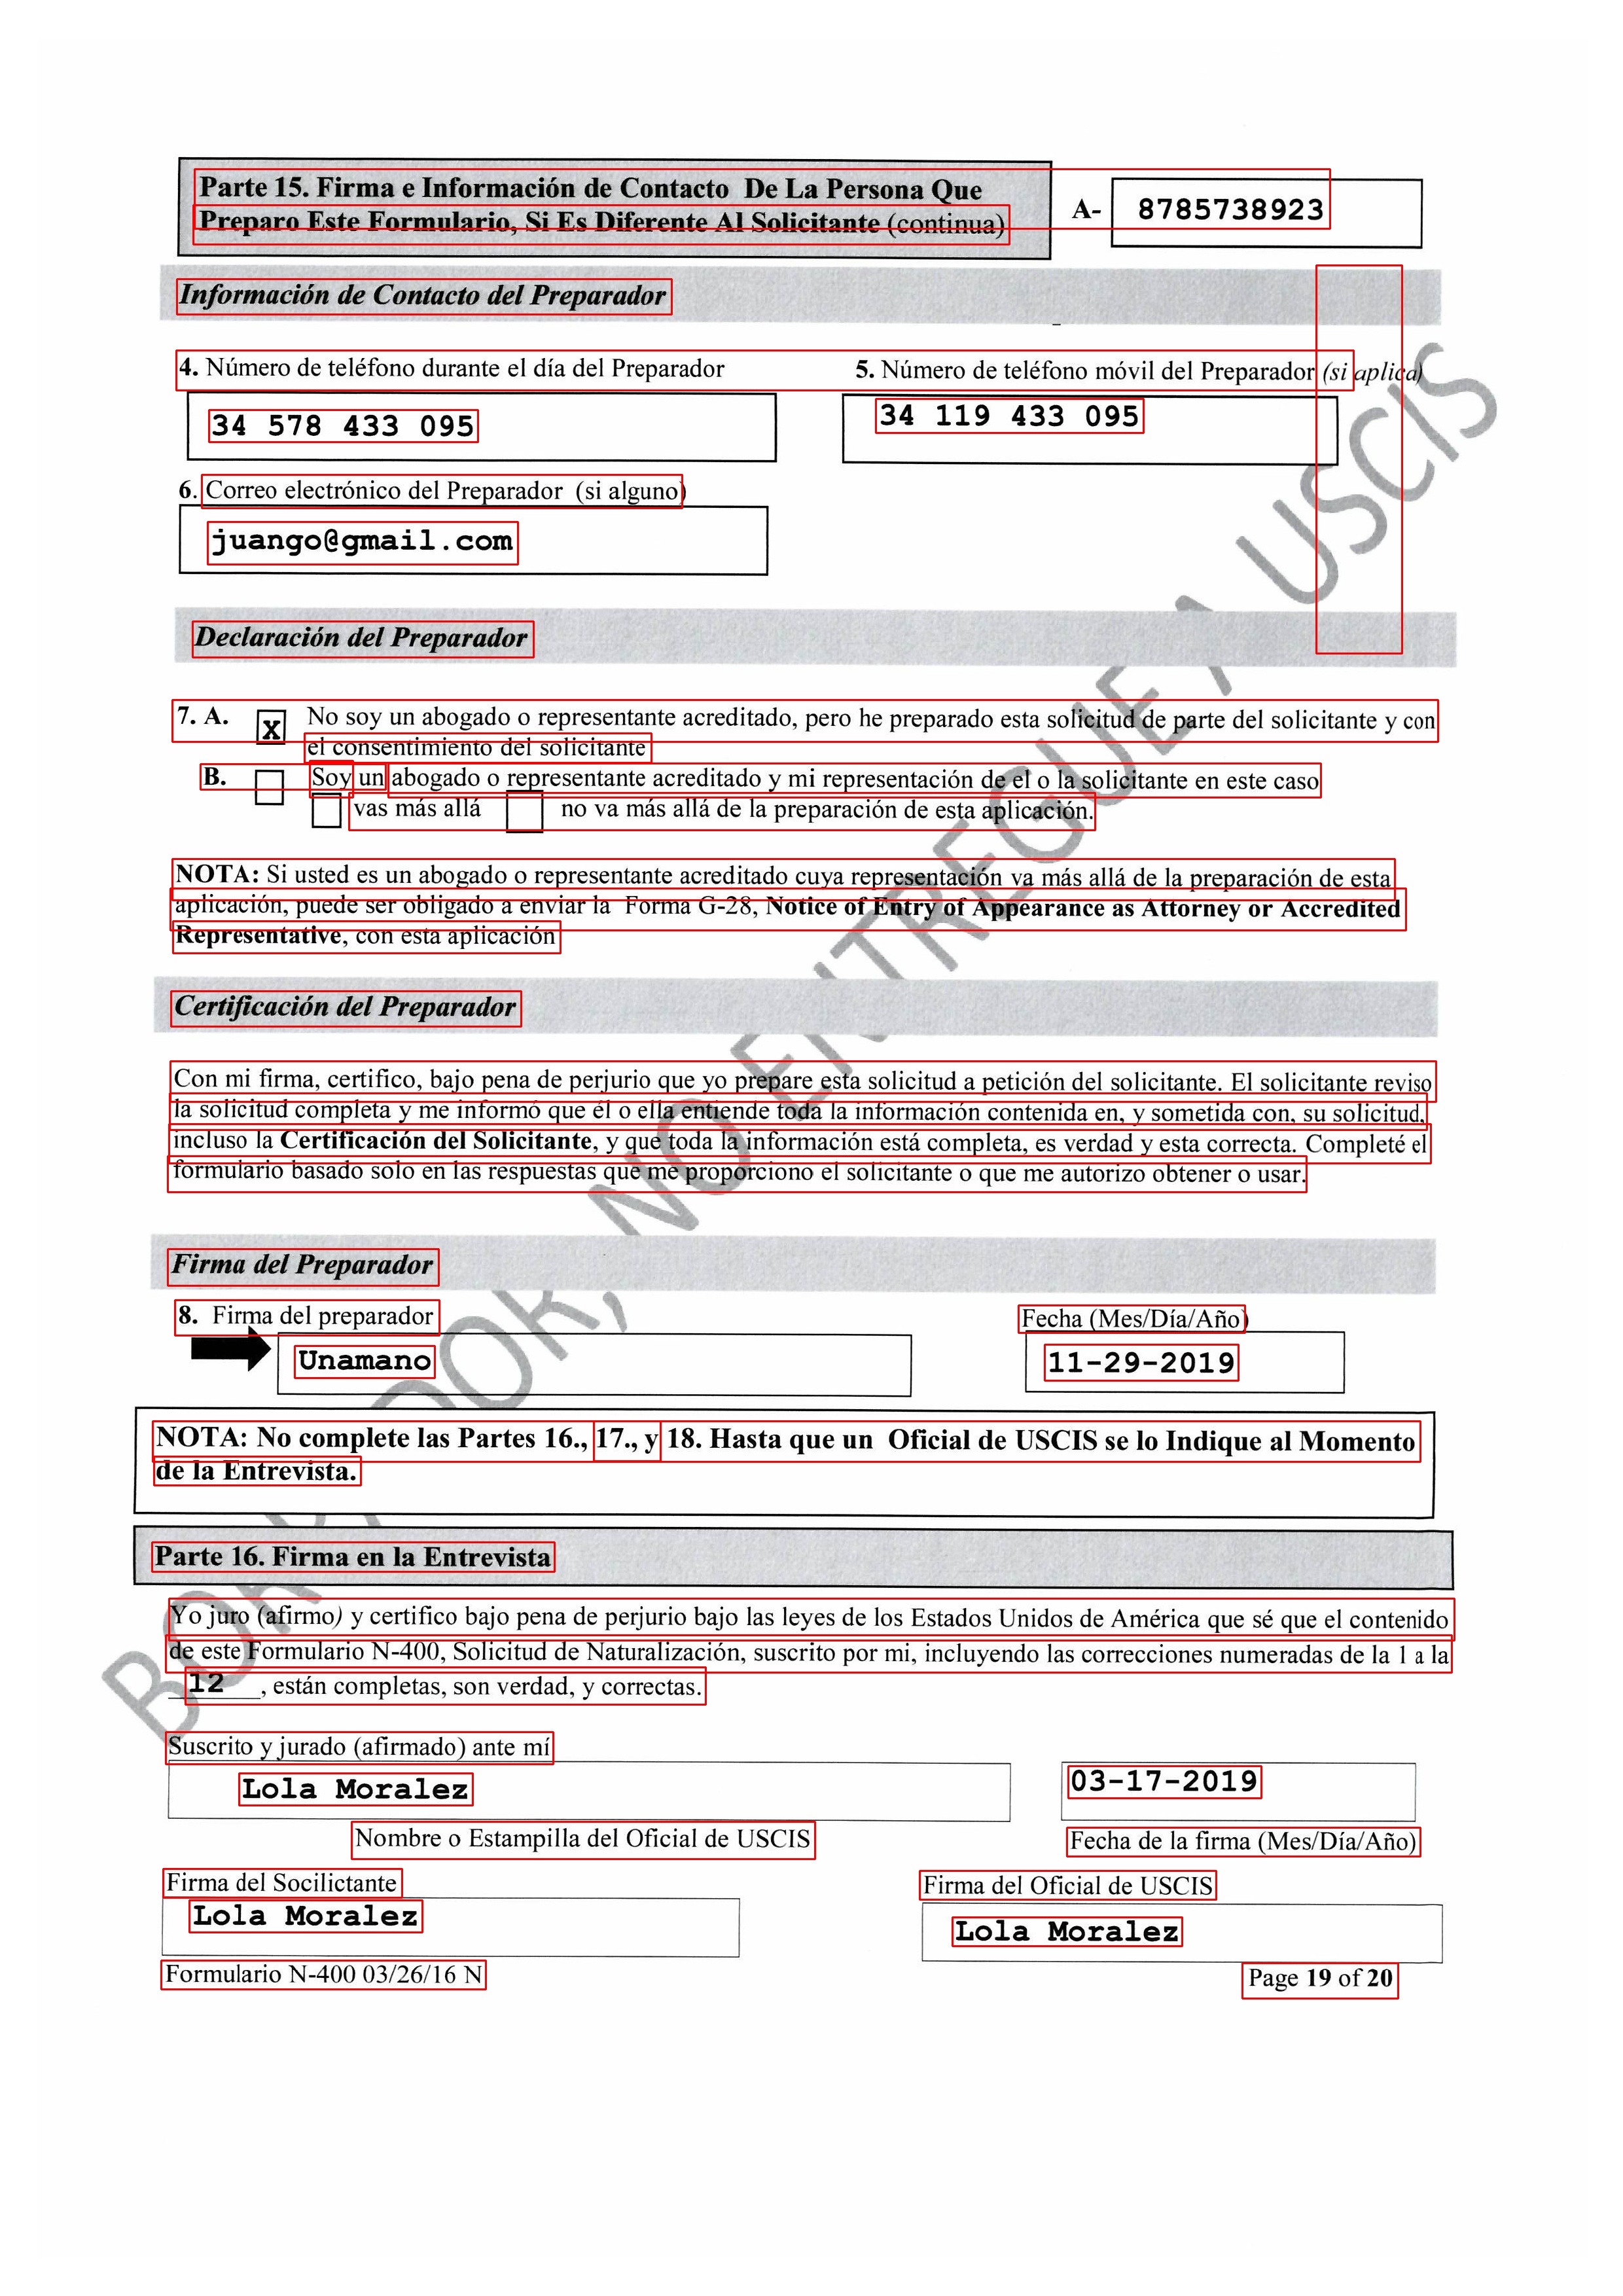 Parte 15. Firma e Información de Contacto De La Persona Que
Preparo Este Formulario, Si Es Diferente Al Solicitante (continua)
A- 8785738923
Información de Contacto del Preparador
4. Número de teléfono durante el día del Preparador
5. Número de teléfono móvil del Preparador (si aplica)
34 578 433 095
34 119 433 095
6. Correo electrónico del Preparador (si alguno)
juango@gmail.com
Declaración del Preparador
7. A. X No soy un abogado o representante acreditado, pero he preparado esta solicitud de parte del solicitante y con
el consentimiento del solicitante
B. Soy un abogado o representante acreditado y mi representación de el o la solicitante en este caso
vas más allá no va más allá de la preparación de esta aplicación.
NOTA: Si usted es un abogado o representante acreditado cuya representación va más allá de la preparación de esta
aplicación, puede ser obligado a enviar la Forma G-28, Notice of Entry of Appearance as Attorney or Accredited
Representative, con esta aplicación
Certificación del Preparador
Con mi firma, certifico, bajo pena de perjurio que yo prepare esta solicitud a petición del solicitante. El solicitante reviso
la solicitud completa y me informó que él o ella entiende toda la información contenida en, y sometida con, su solicitud,
incluso la Certificación del Solicitante, y que toda la información está completa, es verdad y esta correcta. Completé el
formulario basado solo en las respuestas que me proporciono el solicitante o que me autorizo obtener o usar.
Firma del Preparador
8. Firma del preparador
Fecha (Mes/Día/Año)
Unamano
11-29-2019
NOTA: No complete las Partes 16., 17., y 18. Hasta que un Oficial de USCIS se lo Indique al Momento
de la Entrevista.
Parte 16. Firma en la Entrevista
Yo juro (afirmo) y certifico bajo pena de perjurio bajo las leyes de los Estados Unidos de América que sé que el contenido
de este Formulario N-400, Solicitud de Naturalización, suscrito por mi, incluyendo las correcciones numeradas de la 1 a la
12, están completas, son verdad, y correctas.
Suscrito y jurado (afirmado) ante mí
Lola Moralez
03-17-2019
Nombre o Estampilla del Oficial de USCIS
Fecha de la firma (Mes/Día/Año)
Firma del Socilictante
Firma del Oficial de USCIS
Lola Moralez
Lola Moralez
Formulario N-400 03/26/16 N
Page 19 of 20